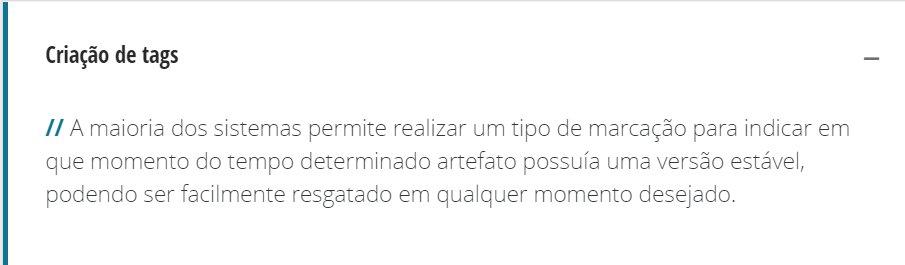 Criação de tags
// A maioria dos sistemas permite realizar um tipo de marcação para indicar em
que momento do tempo determinado artefato possuía uma versão estável,
podendo ser facilmente resgatado em qualquer momento desejado.